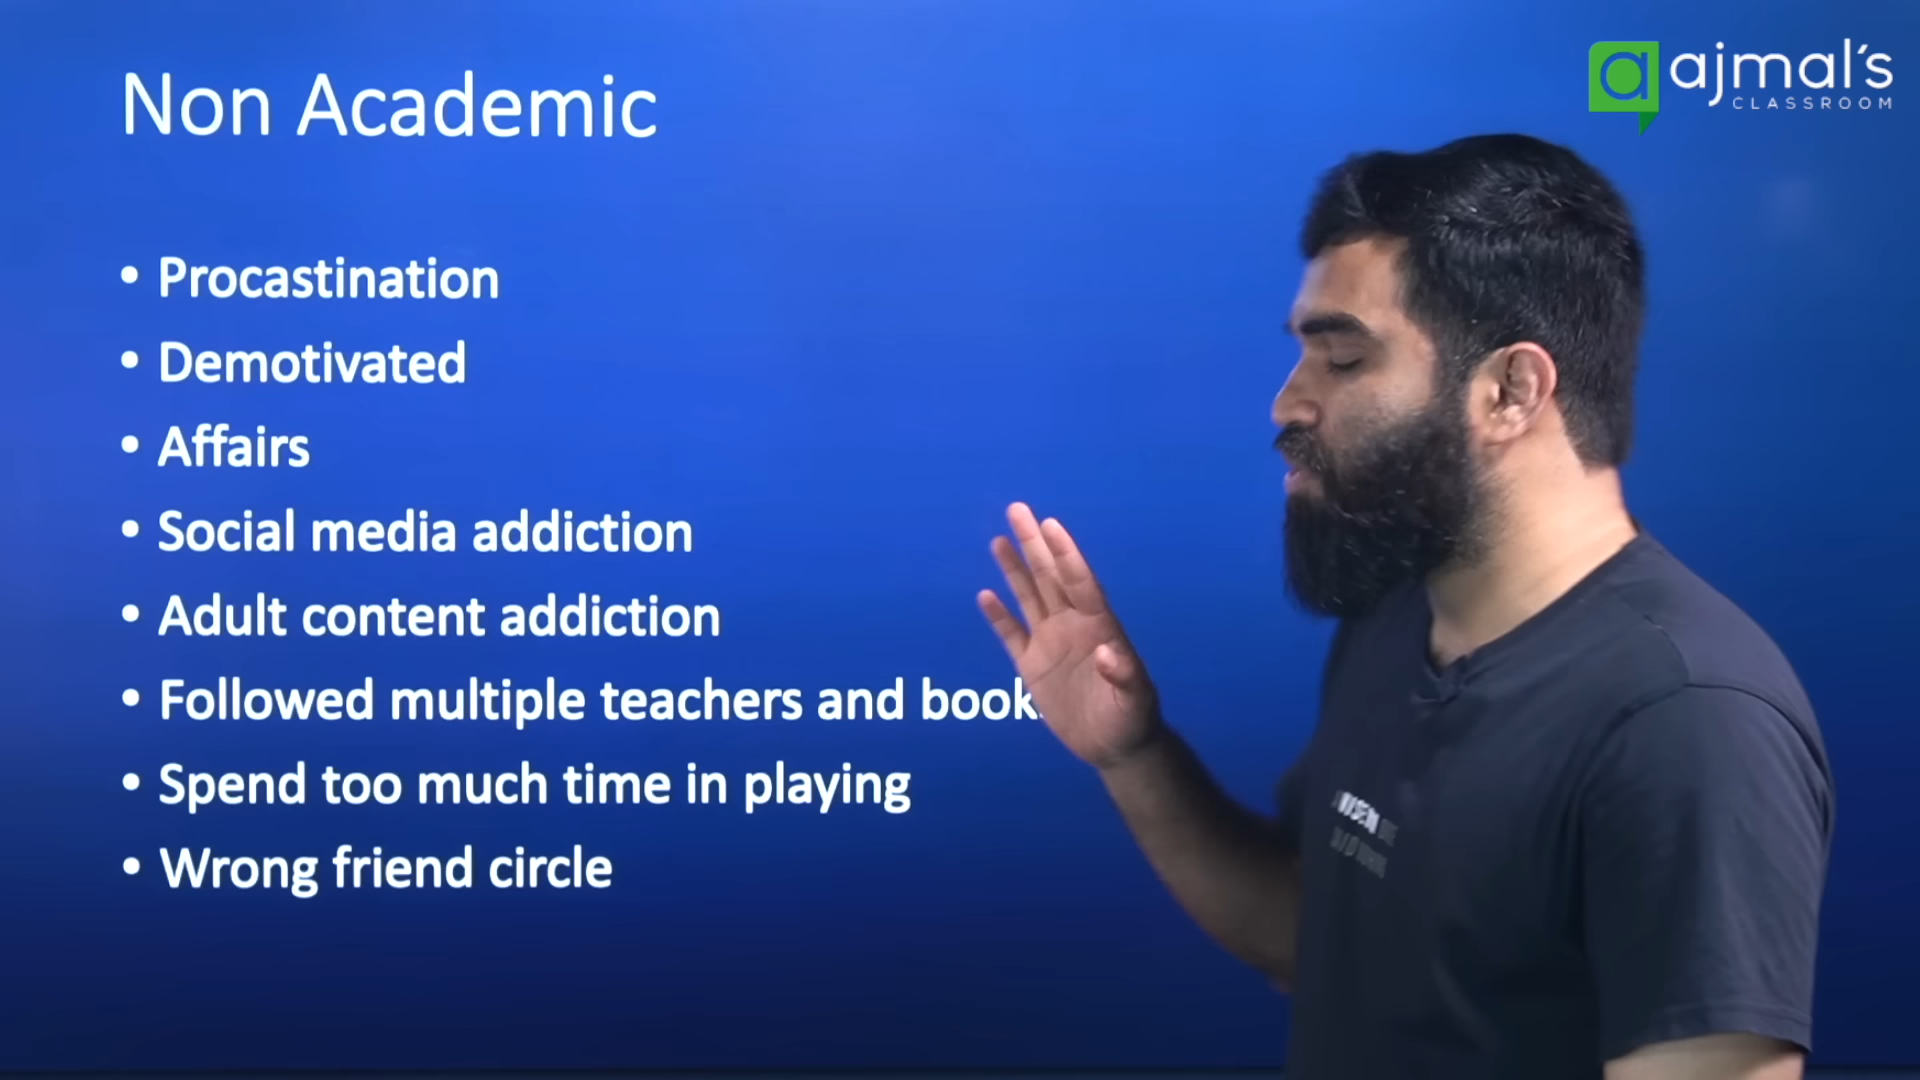 Non Academic
ajmal's
CLASSROOM
• Procastination
• Demotivated
• Affairs
• Social media addiction
• Adult content addiction
• Followed multiple teachers and book
• Spend too much time in playing
• Wrong friend circle